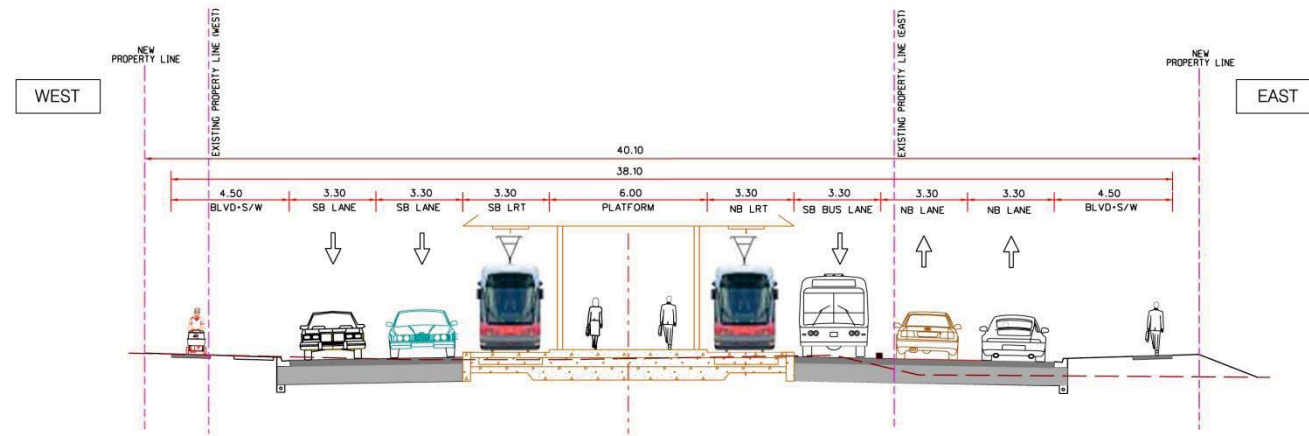 NEW
PROPERTY LINE
EXISTING PROPERTY LINE (WEST)
EXISTING PROPERTY LINE (EAST)
NEW
PROPERTY LINE
WEST
EAST
40.10
38.10
4.50 3.30 3.30 3.30 6.00 3.30 3.30 3.30 3.30 4.50
BLVD+S/W SB LANE SB LANE SB LRT PLATFORM NB LRT SB BUS LANE NB LANE NB LANE BLVD+S/W